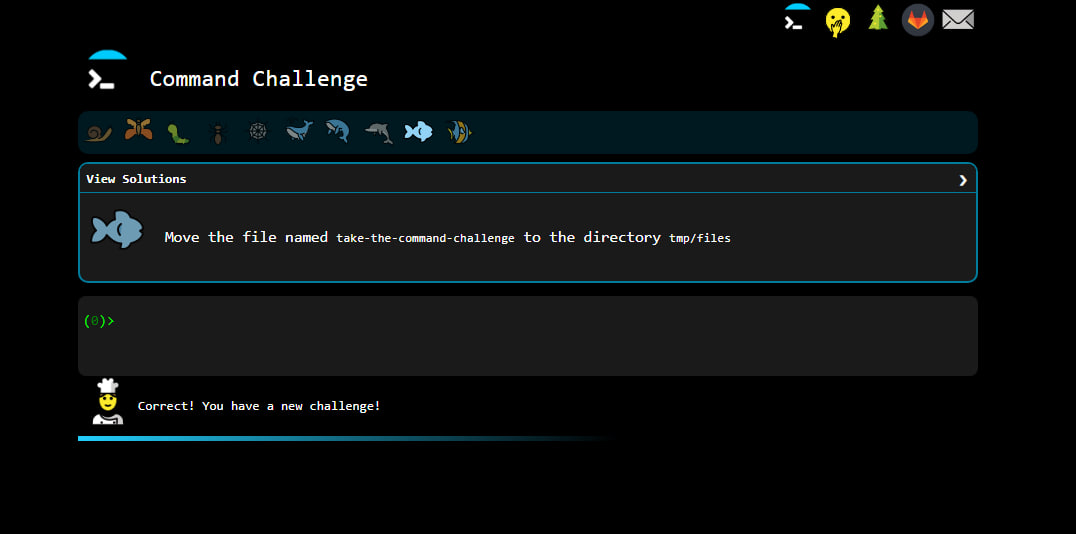 Command Challenge
View Solutions
Move the file named take-the-command-challenge to the directory tmp/files
(0)>
Correct! You have a new challenge!